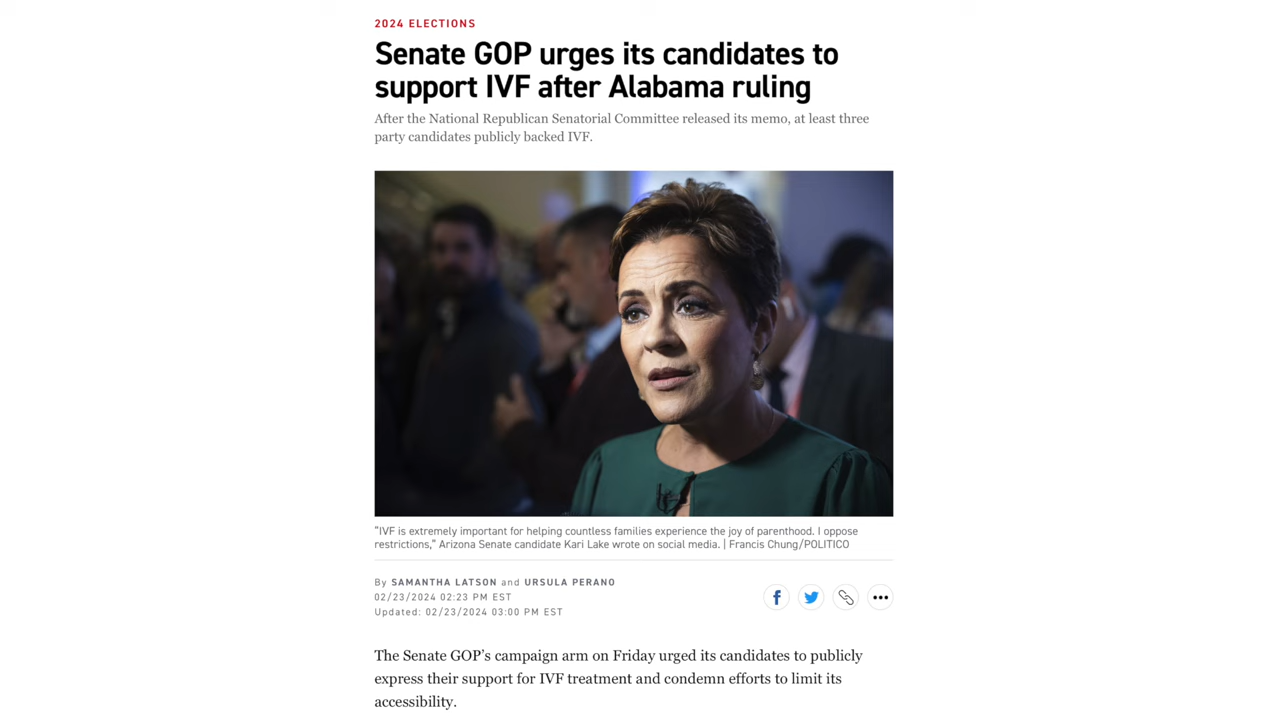 2024 ELECTIONS
Senate GOP urges its candidates to
support IVF after Alabama ruling
After the National Republican Senatorial Committee released its memo, at least three
party candidates publicly backed IVF.
“IVF is extremely important for helping countless families experience the joy of parenthood. I oppose
restrictions,” Arizona Senate candidate Kari Lake wrote on social media. | Francis Chung/POLITICO
By SAMANTHA LATSON and URSULA PERANO
02/23/2024 02:23 PM EST
Updated: 02/23/2024 03:00 PM EST
The Senate GOP’s campaign arm on Friday urged its candidates to publicly
express their support for IVF treatment and condemn efforts to limit its
accessibility.